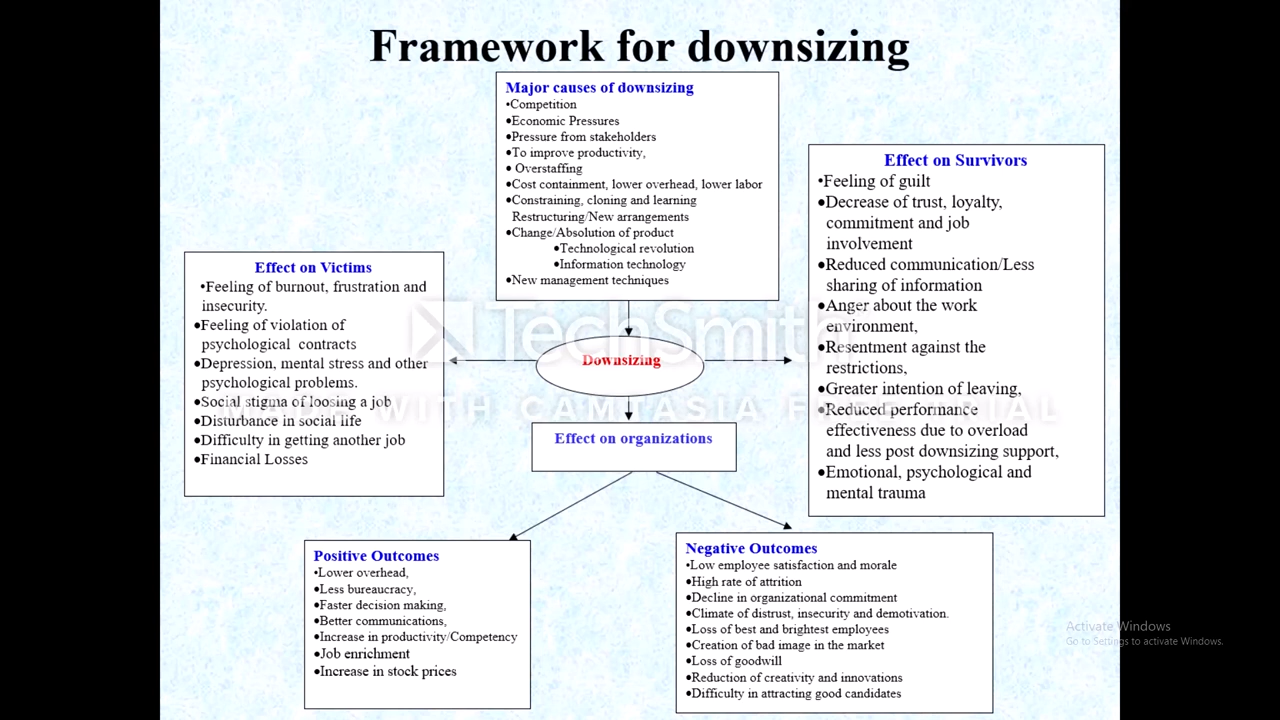 Framework for downsizing
Major causes of downsizing
•Competition
•Economic Pressures
•Pressure from stakeholders
•To improve productivity,
• Overstaffing
•Cost containment, lower overhead, lower labor
•Constraining, cloning and learning
Restructuring/New arrangements
•Change/Absolution of product
•Technological revolution
•Information technology
•New management techniques
Effect on Survivors
•Feeling of guilt
•Decrease of trust, loyalty,
commitment and job
involvement
•Reduced communication/Less
sharing of information
•Anger about the work
environment,
•Resentment against the
restrictions,
•Greater intention of leaving,
•Reduced performance
effectiveness due to overload
and less post downsizing support,
•Emotional, psychological and
mental trauma
Effect on Victims
•Feeling of burnout, frustration and
insecurity.
•Feeling of violation of
psychological contracts
•Depression, mental stress and other
psychological problems.
•Social stigma of loosing a job
•Disturbance in social life
•Difficulty in getting another job
•Financial Losses
Downsizing
Effect on organizations
Positive Outcomes
•Lower overhead,
•Less bureaucracy,
•Faster decision making,
•Better communications,
•Increase in productivity/Competency
•Job enrichment
•Increase in stock prices
Negative Outcomes
•Low employee satisfaction and morale
•High rate of attrition
•Decline in organizational commitment
•Climate of distrust, insecurity and demotivation.
•Loss of best and brightest employees
•Creation of bad image in the market
•Loss of goodwill
•Reduction of creativity and innovations
•Difficulty in attracting good candidates
TechSmith
MADE WITH CAMTASIA FREE TRIAL
Activate Windows
Go to Settings to activate Windows.